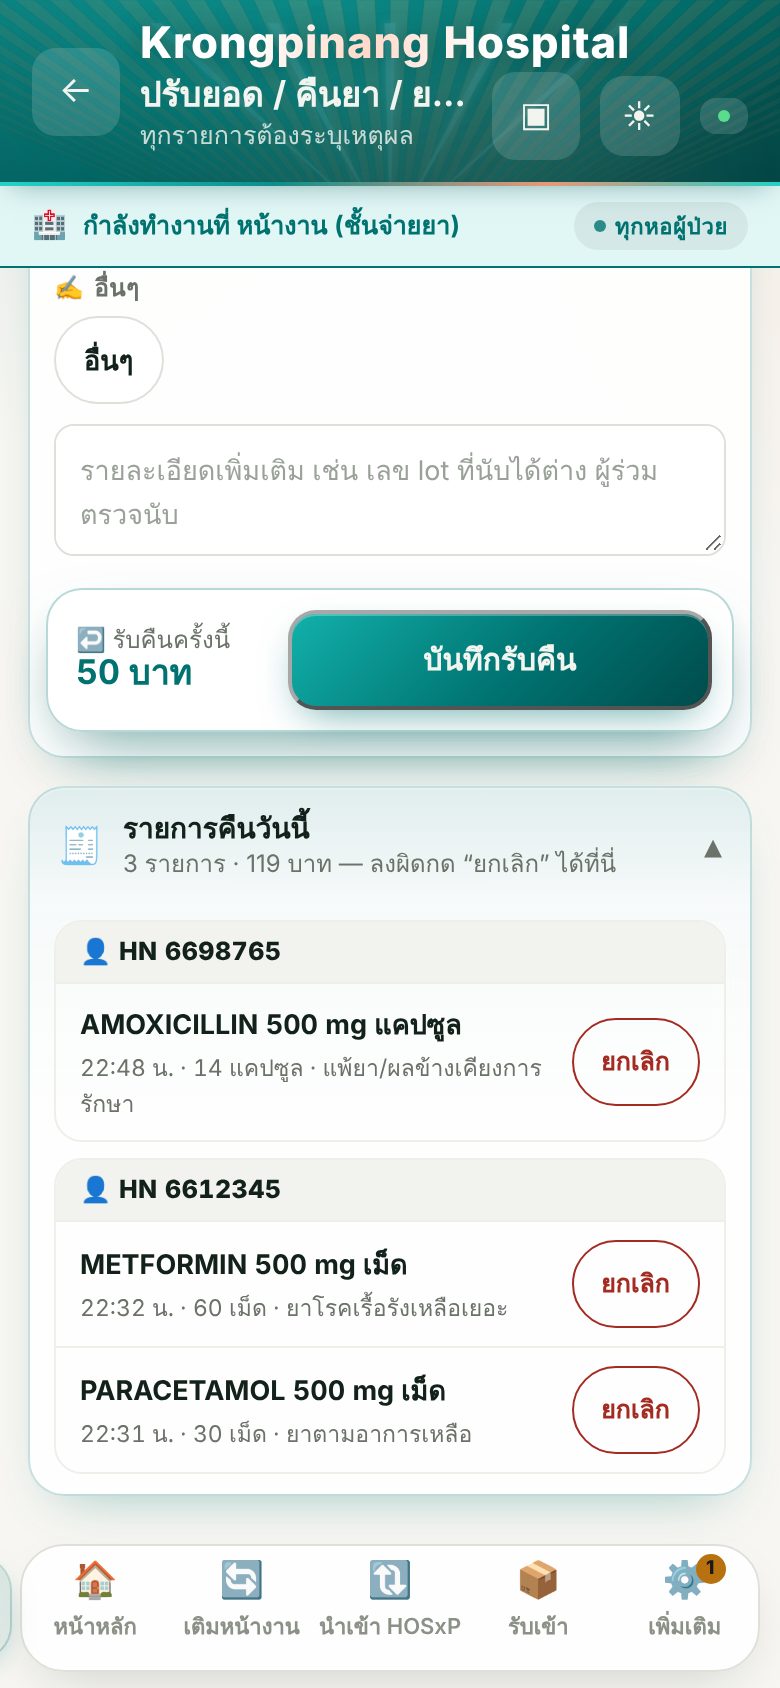 Krongpinang Hospital
ปรับยอด / คืนยา / ย...
ทุกรายการต้องระบุเหตุผล
กำลังทำงานที่ หน้างาน (ชั้นจ่ายยา)
ทุกหอผู้ป่วย
อื่นๆ
อื่นๆ
รายละเอียดเพิ่มเติม เช่น เลข lot ที่นับได้ต่าง ผู้ร่วม
ตรวจนับ
รับคืนครั้งนี้
50 บาท
บันทึกรับคืน
รายการคืนวันนี้
3 รายการ · 119 บาท — ลงผิดกด “ยกเลิก” ได้ที่นี่
HN 6698765
AMOXICILLIN 500 mg แคปซูล
22:48 น. · 14 แคปซูล · แพ้ยา/ผลข้างเคียงการ
รักษา
ยกเลิก
HN 6612345
METFORMIN 500 mg เม็ด
22:32 น. · 60 เม็ด · ยาโรคเรื้อรังเหลือเยอะ
ยกเลิก
PARACETAMOL 500 mg เม็ด
22:31 น. · 30 เม็ด · ยาตามอาการเหลือ
ยกเลิก
1
หน้าหลัก
เติมหน้างาน
นำเข้า HOSxP
รับเข้า
เพิ่มเติม